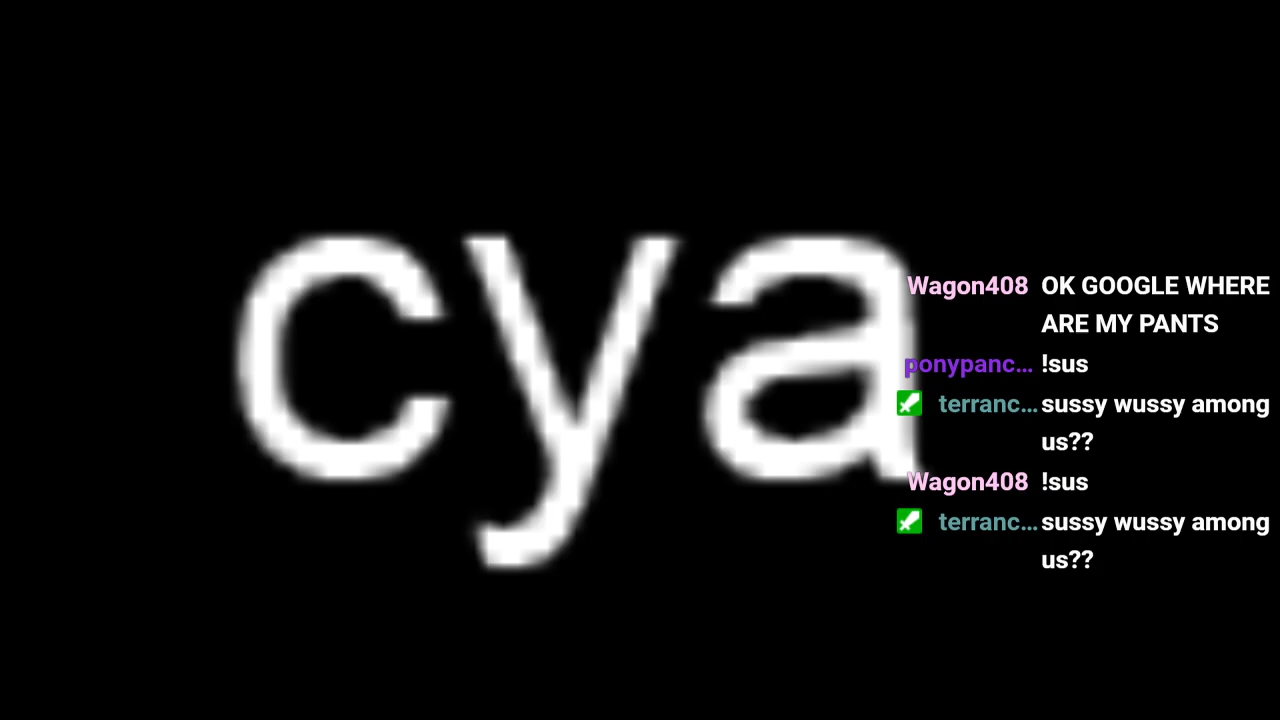 cya
Wagon408 OK GOOGLE WHERE
ARE MY PANTS
ponypanc... !sus
terranc... sussy wussy among
us??
Wagon408 !sus
terranc... sussy wussy among
us??